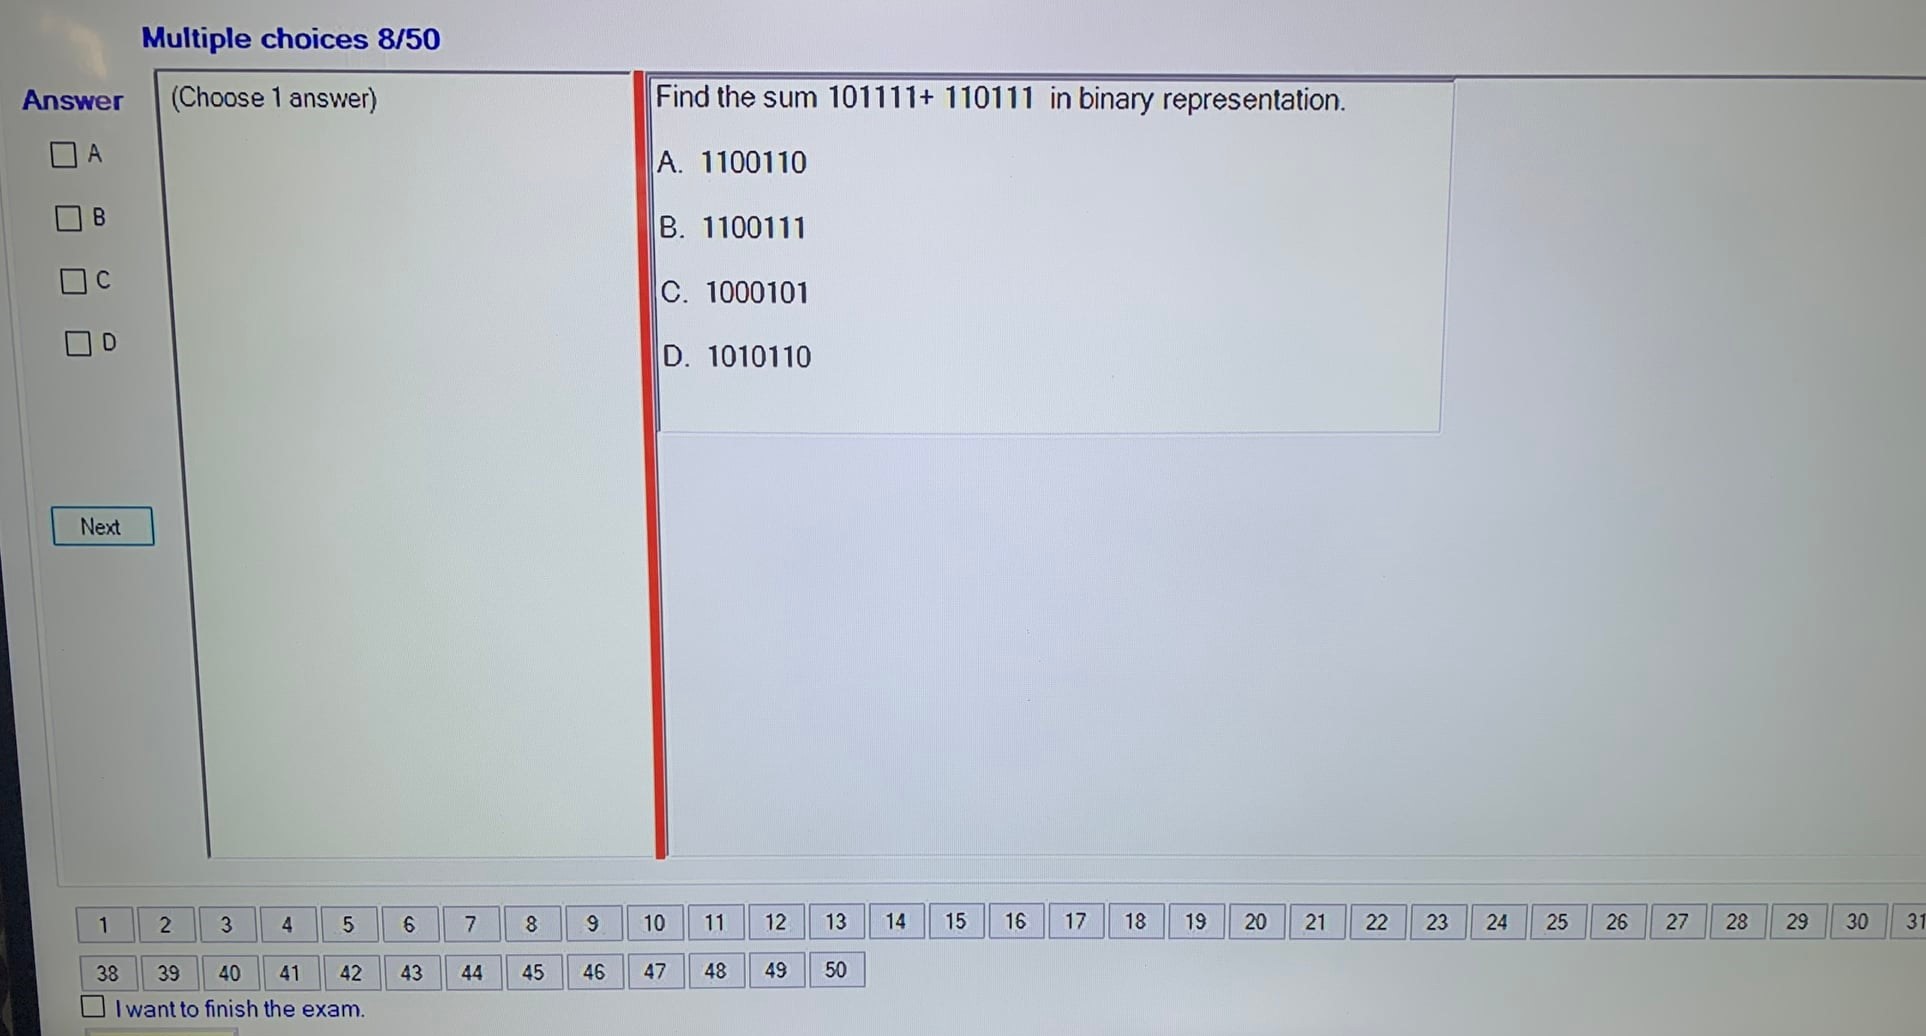 Multiple choices 8/50
Answer
(Choose 1 answer)
A
B
C
D
Next
Find the sum 101111+ 110111 in binary representation.
A. 1100110
B. 1100111
C. 1000101
D. 1010110
1 2 3 4 5 6 7 8 9 10 11 12 13 14 15 16 17 18 19 20 21 22 23 24 25 26 27 28 29 30 31
38 39 40 41 42 43 44 45 46 47 48 49 50
I want to finish the exam.